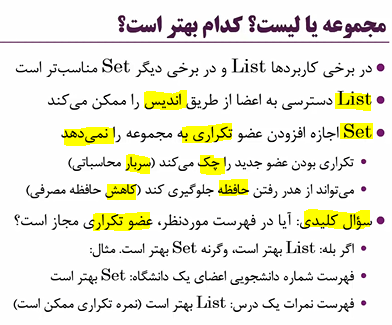 مجموعه یا لیست؟ کدام بهتر است؟
در برخی کاربردها List و در برخی دیگر Set مناسب‌تر است
List دسترسی به اعضا از طریق اندیس را ممکن می‌کند
Set اجازه افزودن عضو تکراری به مجموعه را نمی‌دهد
تکراری بودن عضو جدید را چک می‌کند (سربار محاسباتی)
می‌تواند از هدر رفتن حافظه جلوگیری کند (کاهش حافظه مصرفی)
سؤال کلیدی: آیا در فهرست موردنظر، عضو تکراری مجاز است؟
اگر بله: List بهتر است، وگرنه Set بهتر است. مثال:
فهرست شماره دانشجویی اعضای یک دانشگاه: Set بهتر است
فهرست نمرات یک درس: List بهتر است (نمره تکراری ممکن است)